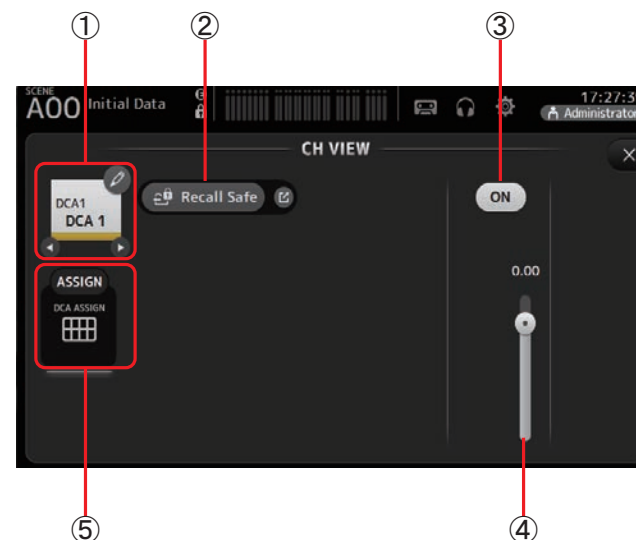 ① ② ③
SCENE
A00 Initial Data
17:27:3
Administrator
CH VIEW
DCA1
DCA 1
Recall Safe
ON
ASSIGN
DCA ASSIGN
0.00
⑤ ④